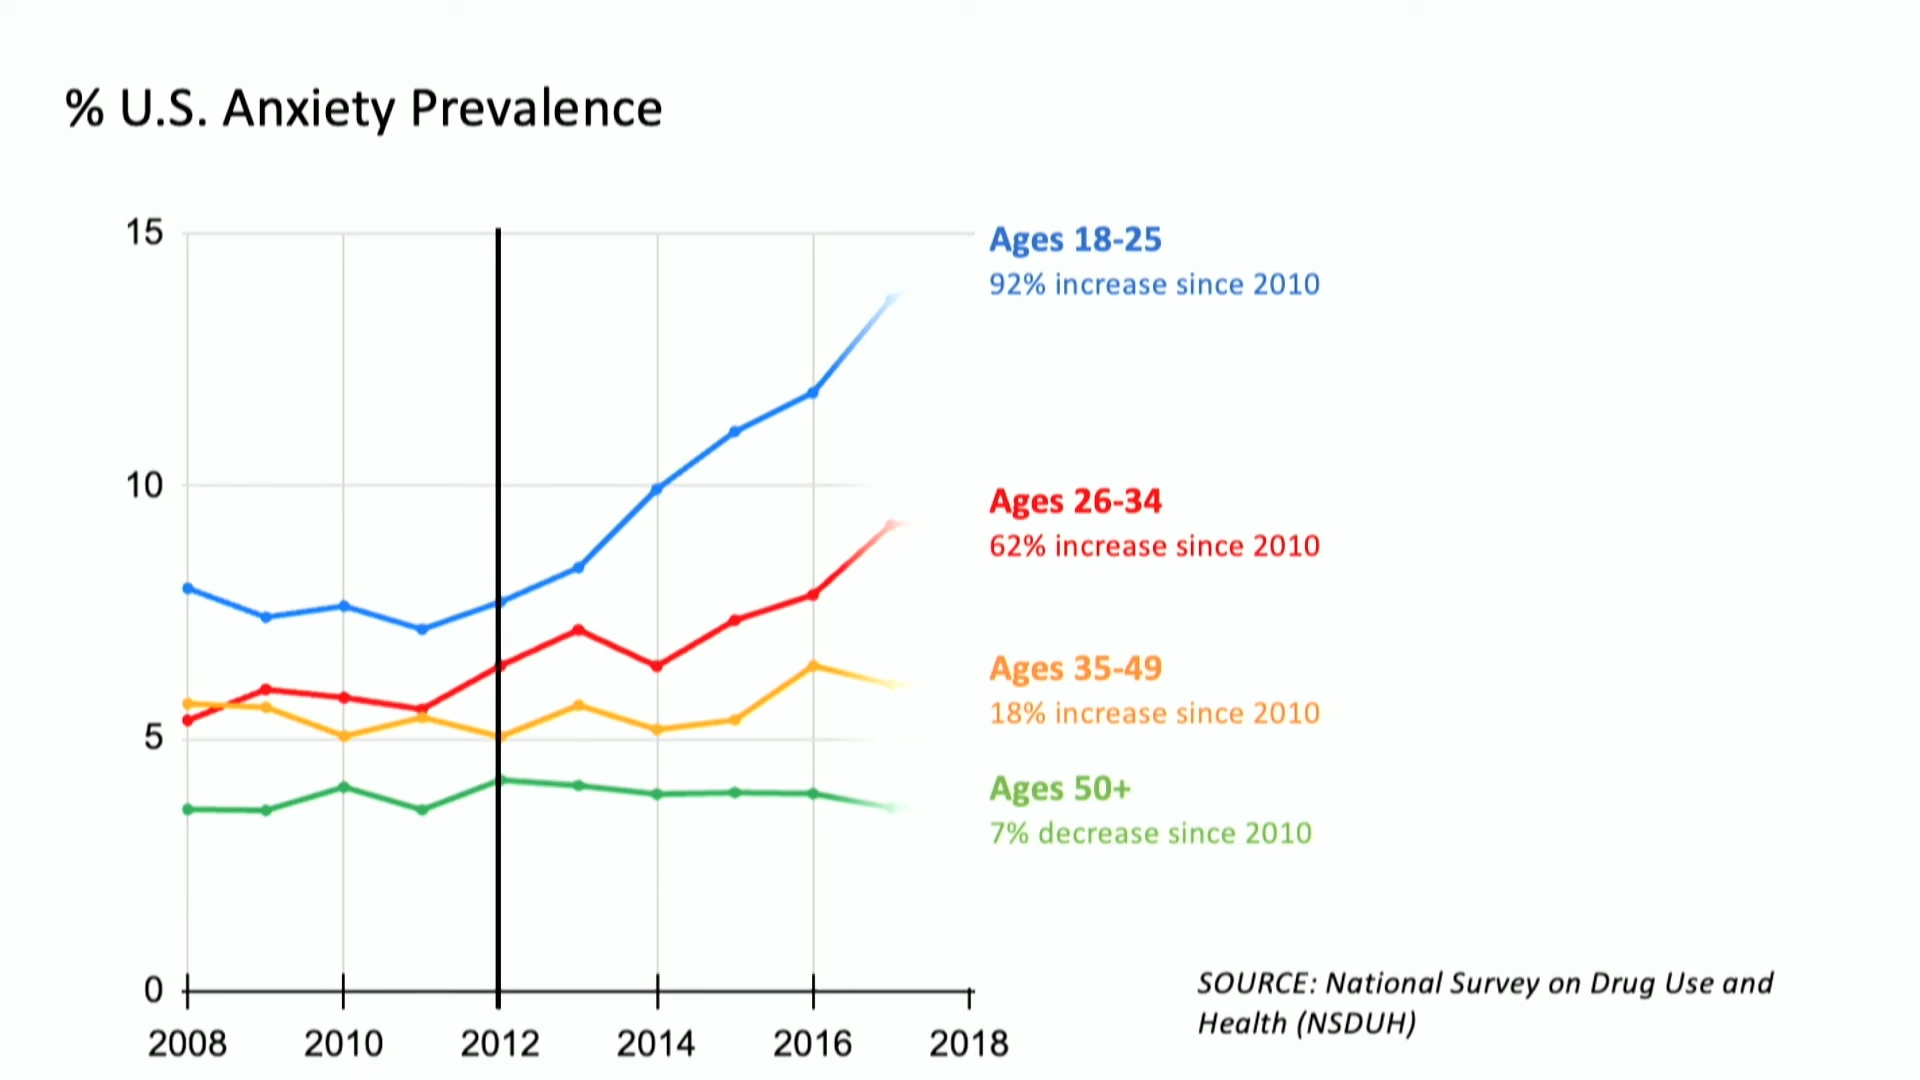 % U.S. Anxiety Prevalence
15
10
5
0
2008 2010 2012 2014 2016 2018
Ages 18-25
92% increase since 2010
Ages 26-34
62% increase since 2010
Ages 35-49
18% increase since 2010
Ages 50+
7% decrease since 2010
SOURCE: National Survey on Drug Use and
Health (NSDUH)